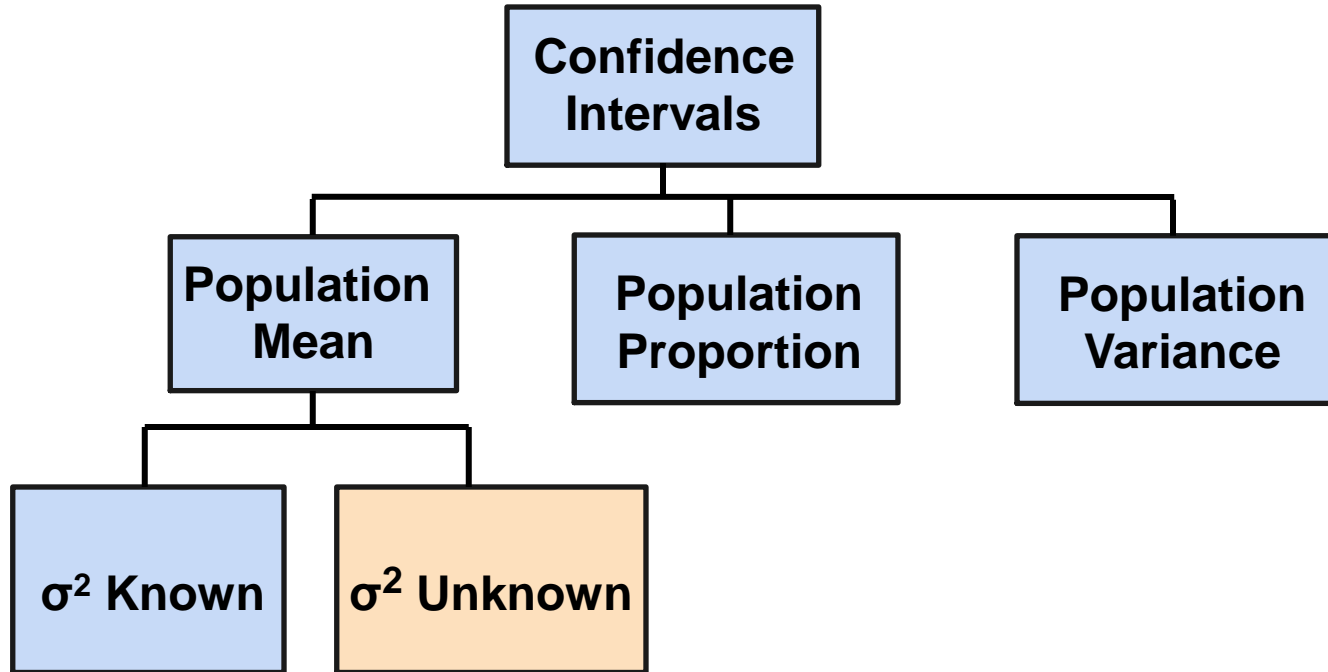 Confidence
Intervals
Population
Mean
Population
Proportion
Population
Variance
σ² Known
σ² Unknown